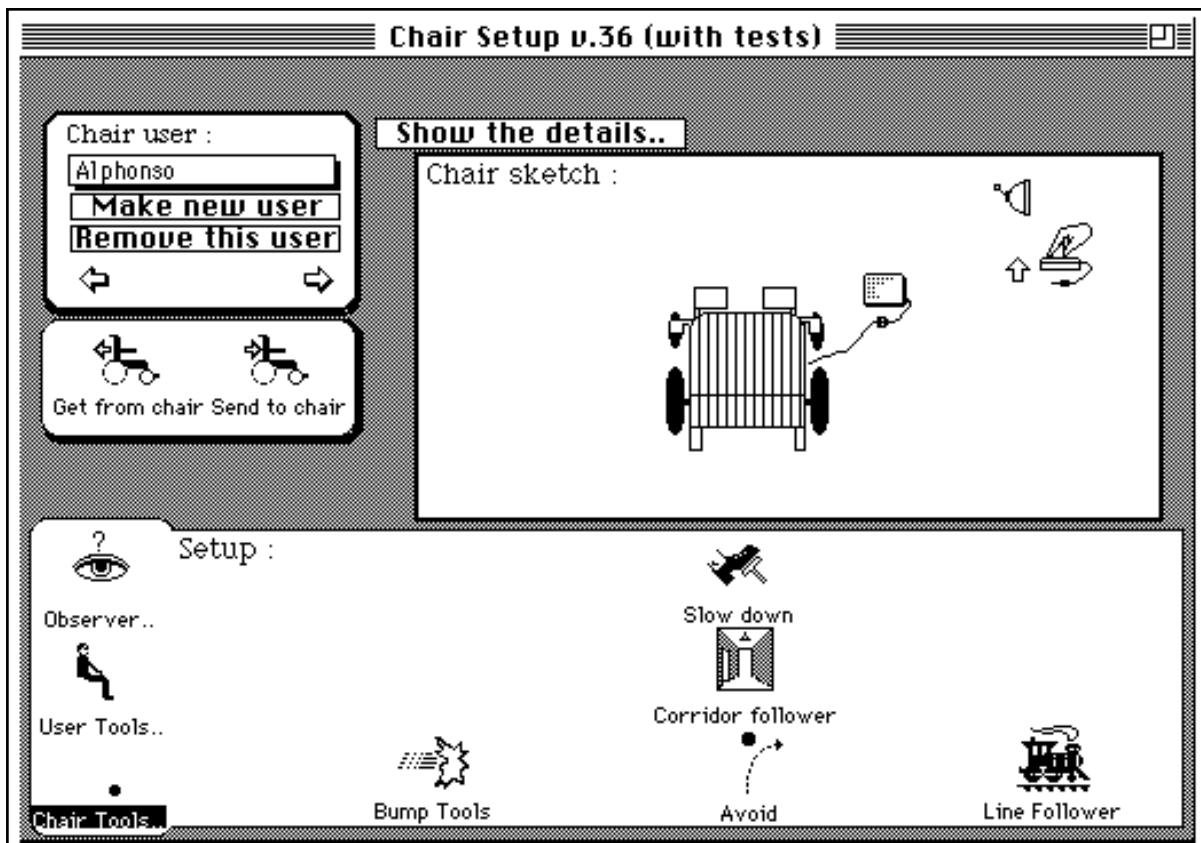 Chair Setup v.36 (with tests)
Chair user :
Alphonso
Make new user
Remove this user
Get from chair Send to chair
Show the details..
Chair sketch :
Setup :
?
Observer..
User Tools..
Chair Tools..
Slow down
Corridor follower
Bump Tools
Avoid
Line Follower